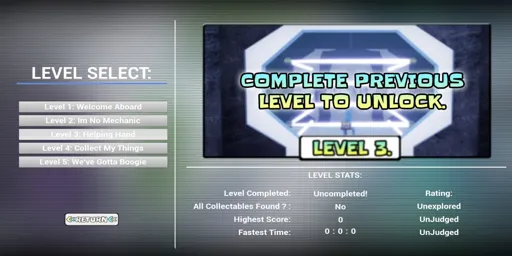 LEVEL SELECT:
Level 1: Welcome Aboard
Level 2: Im No Mechanic
Level 3: Helping Hand
Level 4: Collect My Things
Level 5: We've Gotta Boogie
RETURN
COMPLETE PREVIOUS
LEVEL TO UNLOCK.
LEVEL 3.
LEVEL STATS:
Level Completed: Uncompleted! Rating:
All Collectables Found ? : No Unexplored
Highest Score: 0 UnJudged
Fastest Time: 0 : 0 : 0 UnJudged